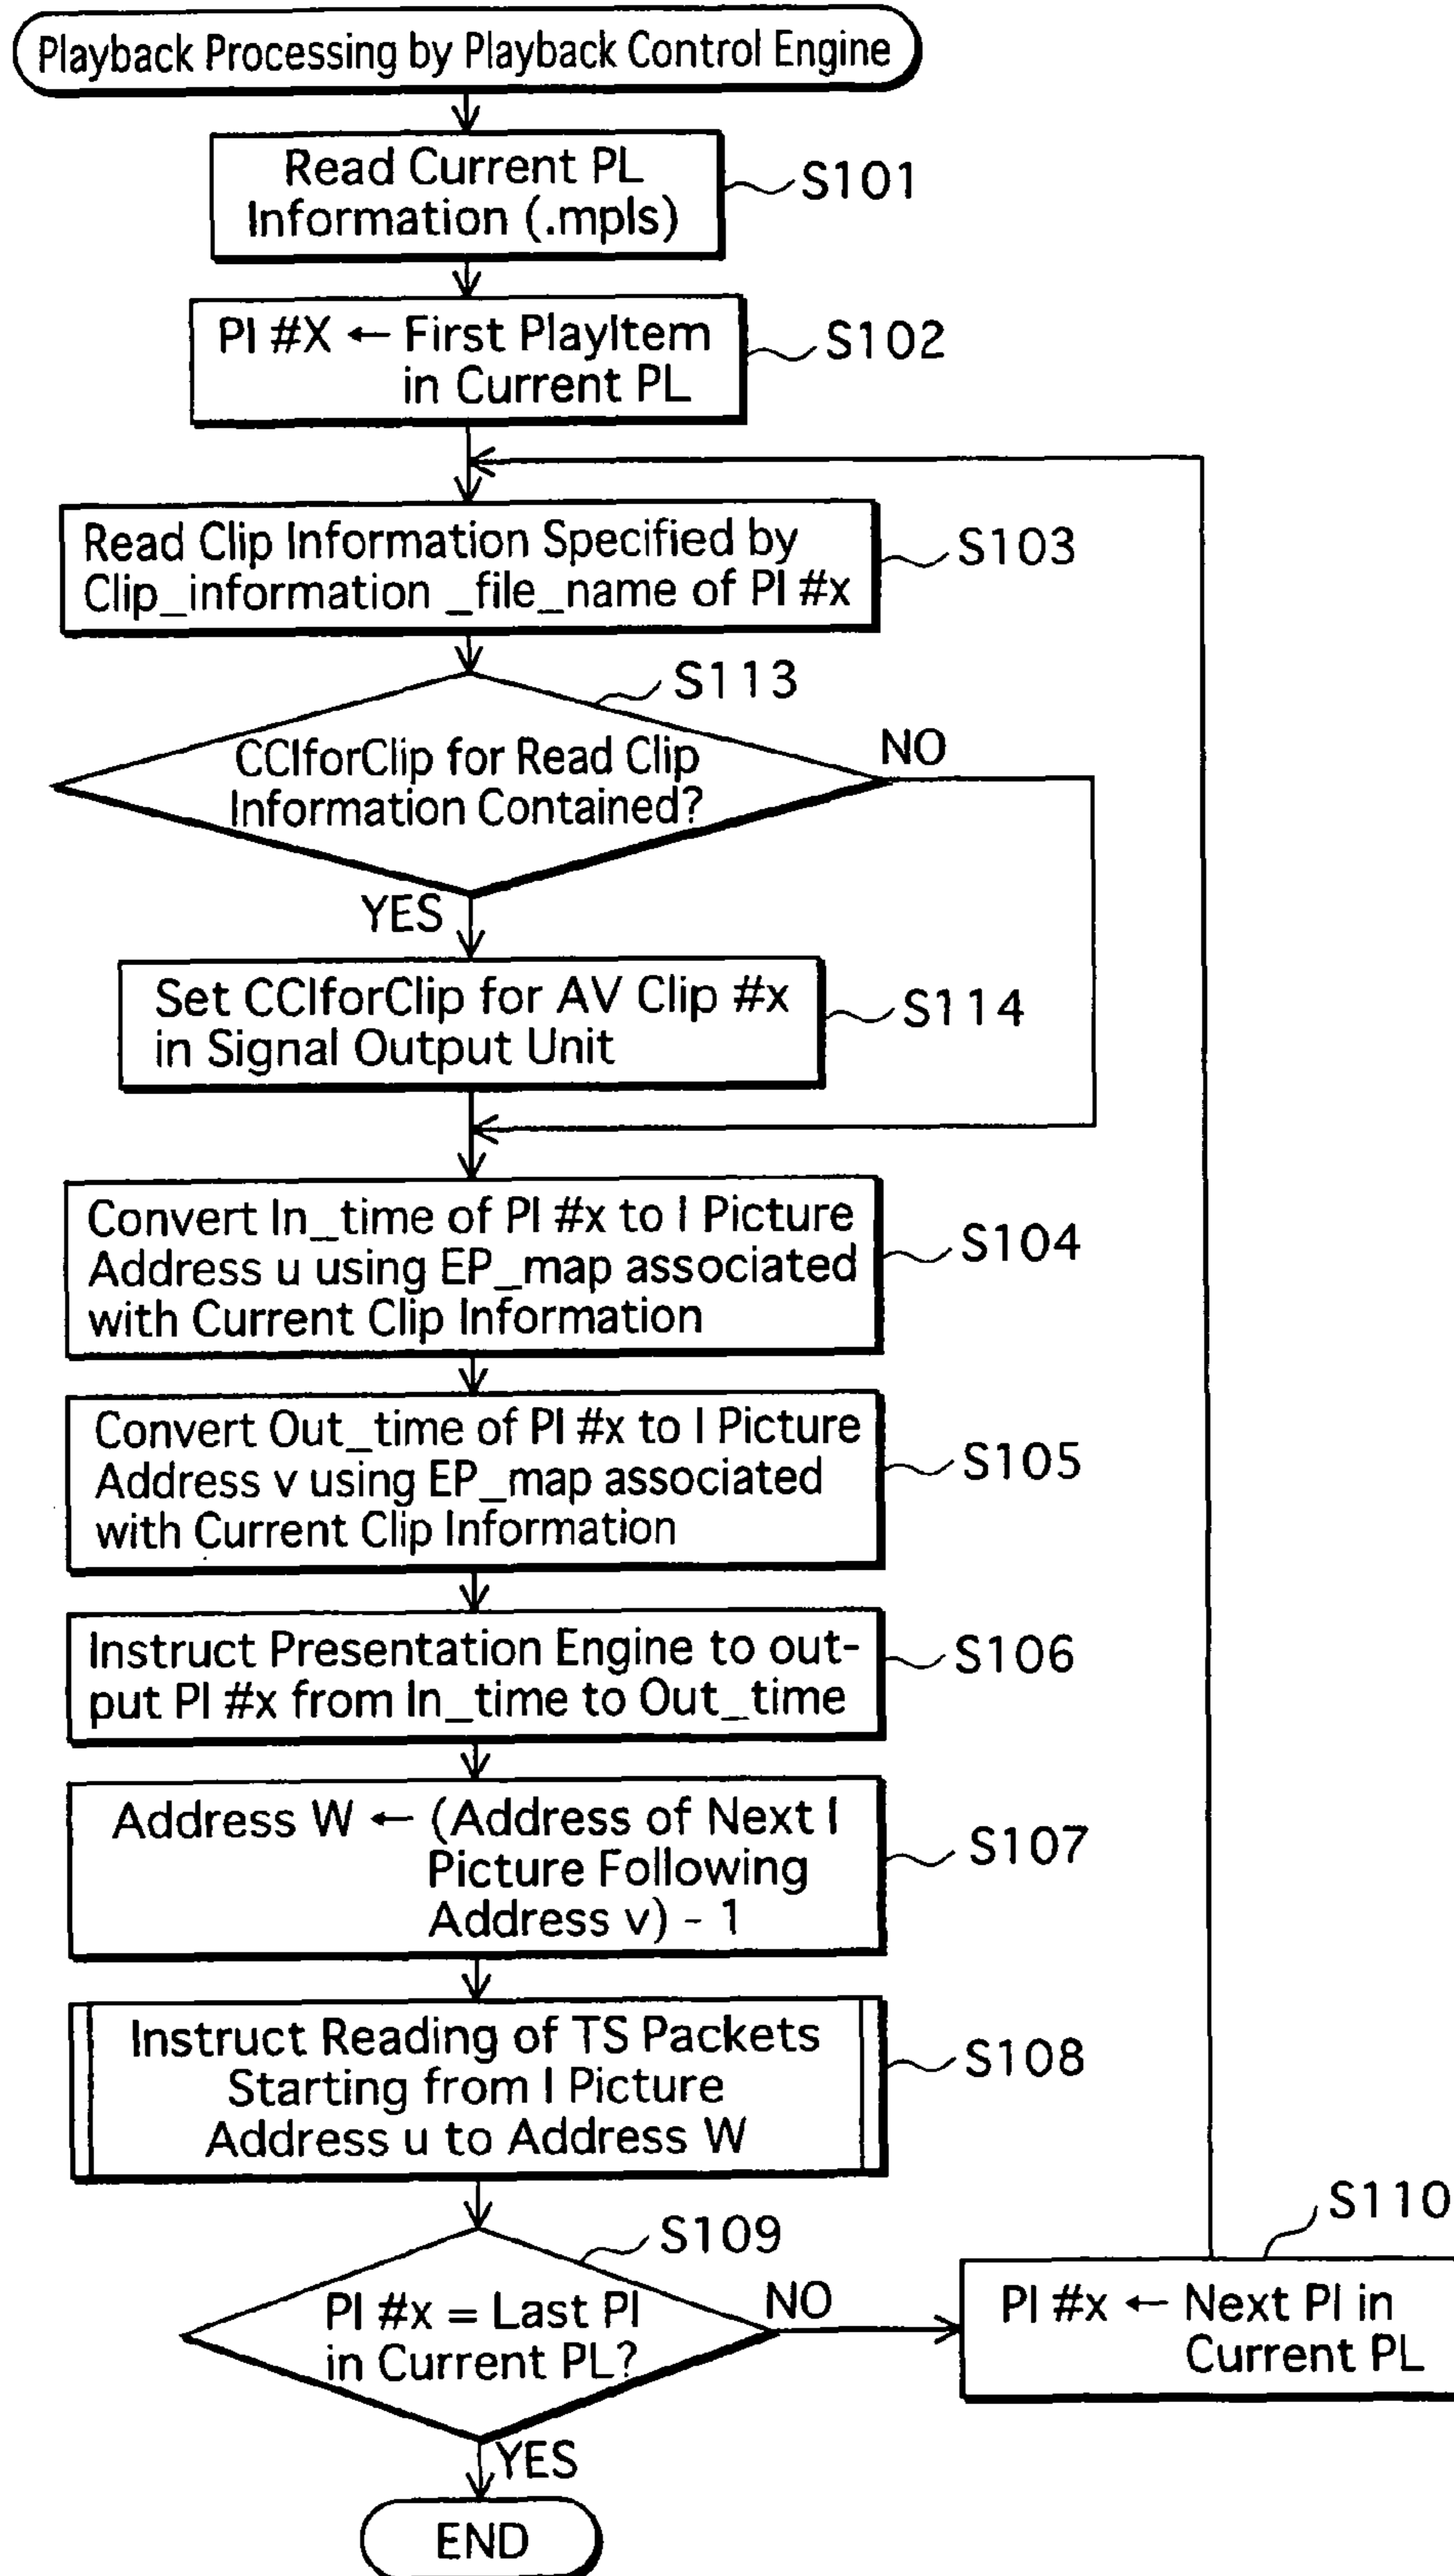 Playback Processing by Playback Control Engine
Read Current PL
Information (.mpls)
S101
PI #X ← First PlayItem
in Current PL
S102
Read Clip Information Specified by
Clip_information _file_name of PI #x
S103
S113
CCIforClip for Read Clip
Information Contained?
NO
YES
Set CCIforClip for AV Clip #x
in Signal Output Unit
S114
Convert In_time of PI #x to I Picture
Address u using EP_map associated
with Current Clip Information
S104
Convert Out_time of PI #x to I Picture
Address v using EP_map associated
with Current Clip Information
S105
Instruct Presentation Engine to out-
put PI #x from In_time to Out_time
S106
Address W ← (Address of Next I
Picture Following
Address v) - 1
S107
Instruct Reading of TS Packets
Starting from I Picture
Address u to Address W
S108
S109
PI #x = Last PI
in Current PL?
NO
S110
PI #x ← Next PI in
Current PL
YES
END